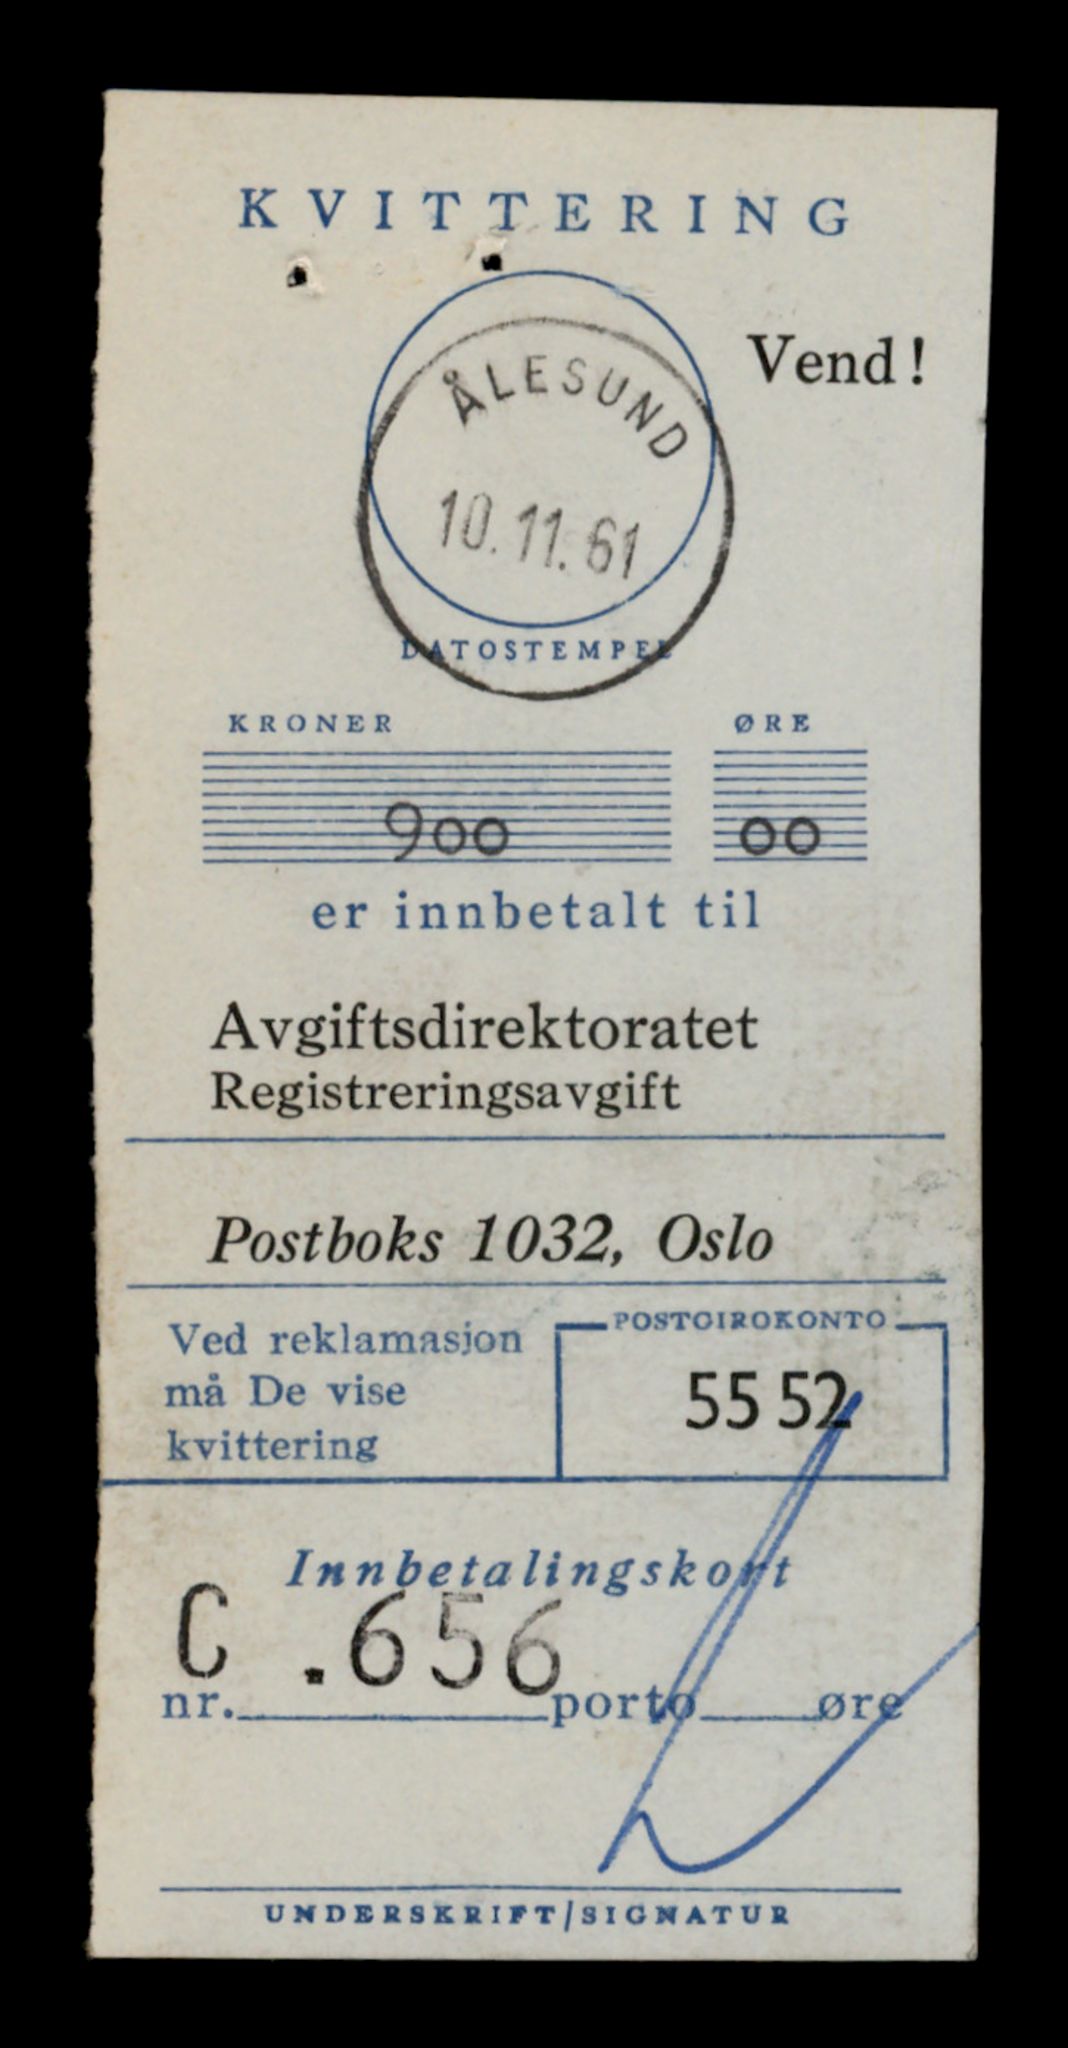 KVITTERING
Vend!
ÅLESUND
10.11.61
DATOSTEMPEL
KRONER ØRE
900 00
er innbetalt til
Avgiftsdirektoratet
Registreringsavgift
Postboks 1032, Oslo
Ved reklamasjon
må De vise
kvittering
POSTGIROKONTO
55 52
Innbetalingskort
C .656
nr. porto øre
UNDERSKRIFT/SIGNATUR